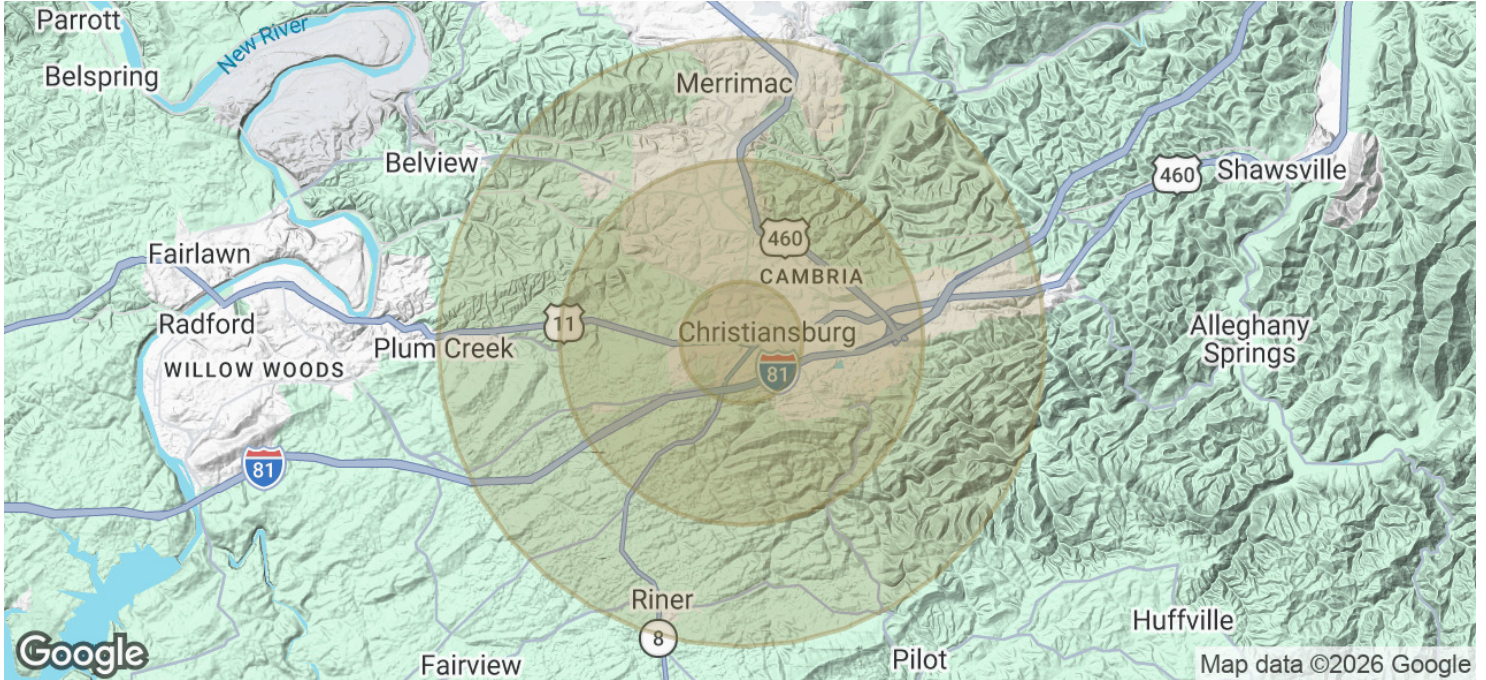 Parrott
New River
Belspring
Merrimac
Belview
460
Shawsville
Fairlawn
460
CAMBRIA
Radford
11
Christiansburg
Alleghany
Springs
Plum Creek
WILLOW WOODS
81
81
Riner
8
Huffville
Fairview
Pilot
Google
Map data ©2026 Google